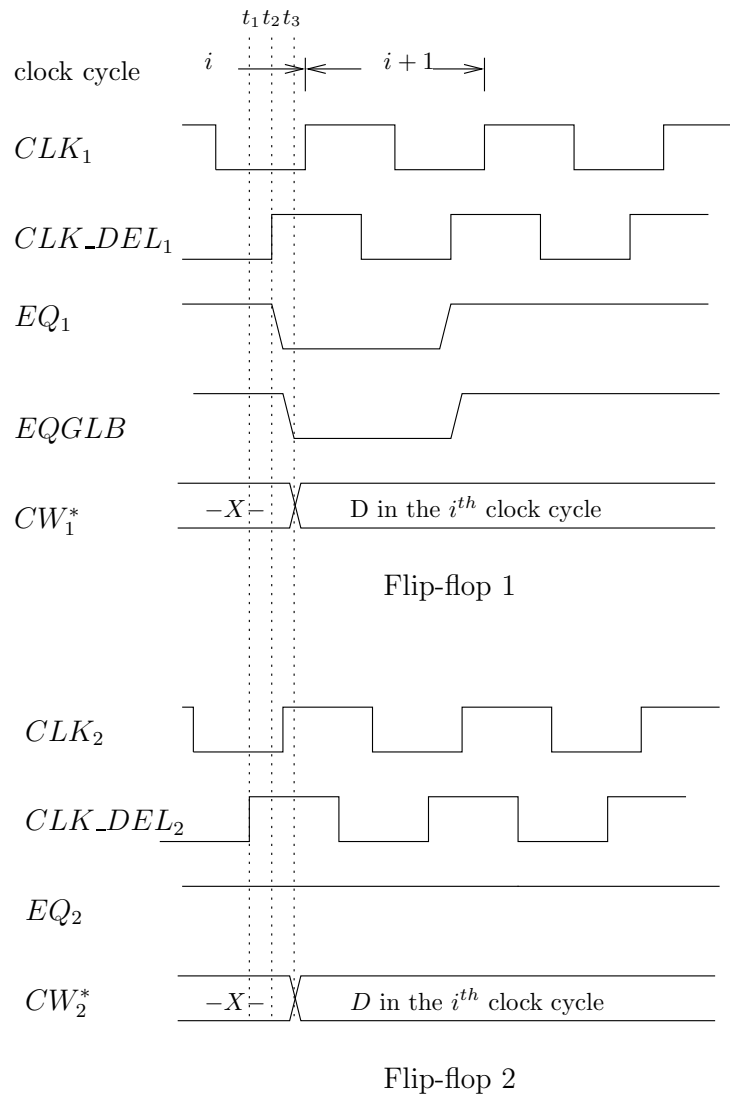 t₁ t₂ t₃
clock cycle i i + 1
CLK₁
CLK_DEL₁
EQ₁
EQGLB
CW₁* −X− D in the iᵗʰ clock cycle
Flip-flop 1
CLK₂
CLK_DEL₂
EQ₂
CW₂* −X− D in the iᵗʰ clock cycle
Flip-flop 2